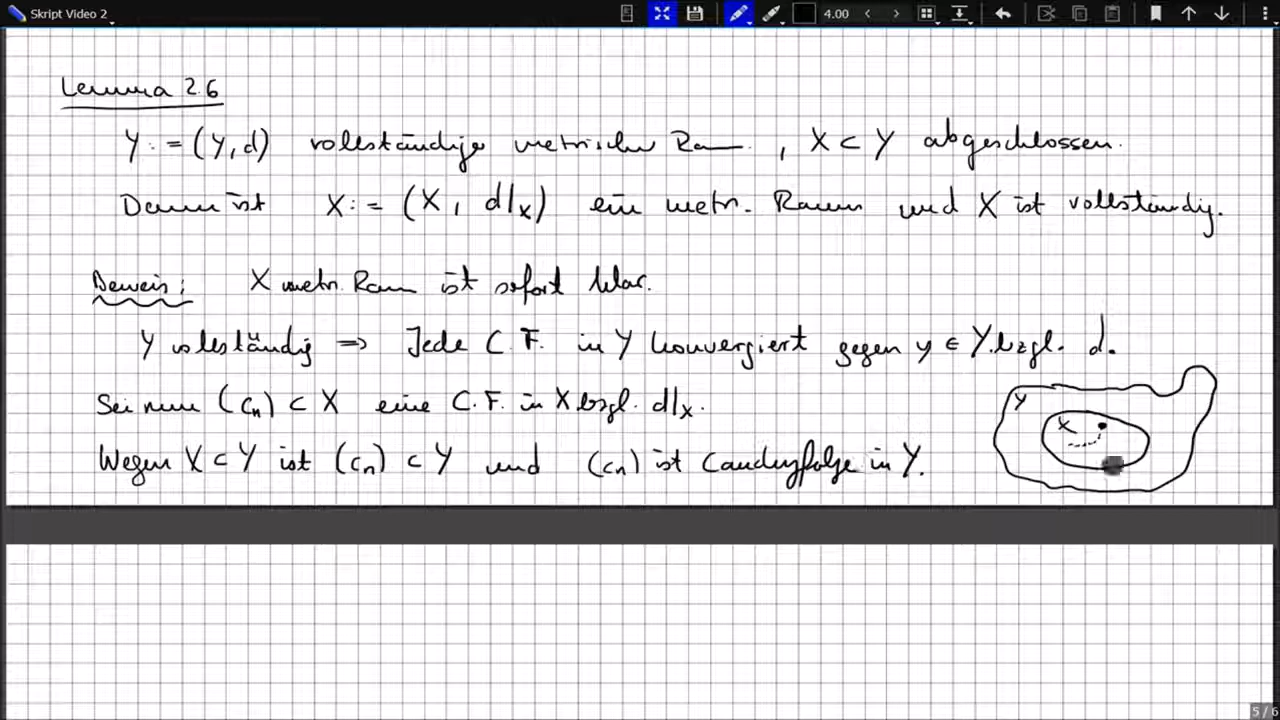 Skript Video 2
4.00
Lemma 2.6
Y := (Y, d) vollständiger metrischer Raum, X ⊂ Y abgeschlossen.
Dann ist X := (X, d|x) ein metr. Raum und X ist vollständig.
Beweis: X metr. Raum ist sofort klar.
Y vollständig ⟹ Jede C.F. in Y konvergiert gegen y ∈ Y bzgl. d.
Sei nun (cn) ⊂ X eine C.F. in X bzgl. d|x.
Wegen X ⊂ Y ist (cn) ⊂ Y und (cn) ist Cauchyfolge in Y.
Y
X
5 / 6